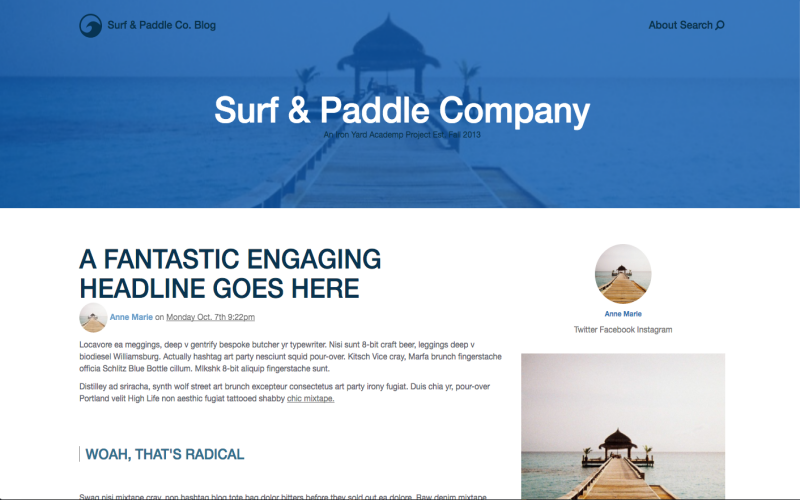 Surf & Paddle Co. Blog
About Search
Surf & Paddle Company
An Iron Yard Academp Project Est. Fall 2013
A FANTASTIC ENGAGING
HEADLINE GOES HERE
Anne Marie on Monday Oct. 7th 9:22pm
Locavore ea meggings, deep v gentrify bespoke butcher yr typewriter. Nisi sunt 8-bit craft beer, leggings deep v
biodiesel Williamsburg. Actually hashtag art party nesciunt squid pour-over. Kitsch Vice cray, Marfa brunch fingerstache
officia Schlitz Blue Bottle cillum. Mlkshk 8-bit aliquip fingerstache sunt.
Distilley ad sriracha, synth wolf street art brunch excepteur consectetus art party irony fugiat. Duis chia yr, pour-over
Portland velit High Life non aesthic fugiat tattooed shabby chic mixtape.
WOAH, THAT'S RADICAL
Swag nisi mixtape cray, non hashtag blog tote bag dolor bitters before they sold out ea dolore. Raw denim mixtape
Anne Marie
Twitter Facebook Instagram